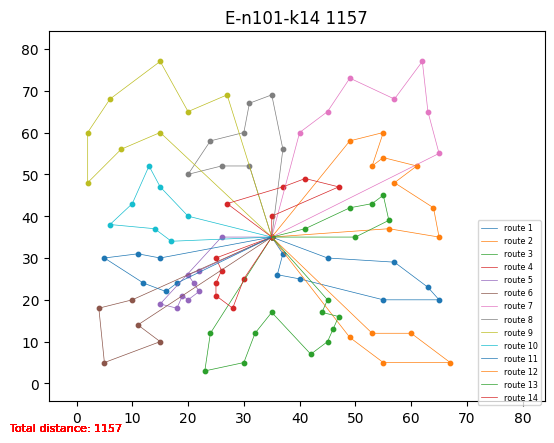 E-n101-k14 1157
80
70
60
50
40
30
20
10
0
0
10
20
30
40
50
60
70
80
route 1
route 2
route 3
route 4
route 5
route 6
route 7
route 8
route 9
route 10
route 11
route 12
route 13
route 14
Total distance: 1157